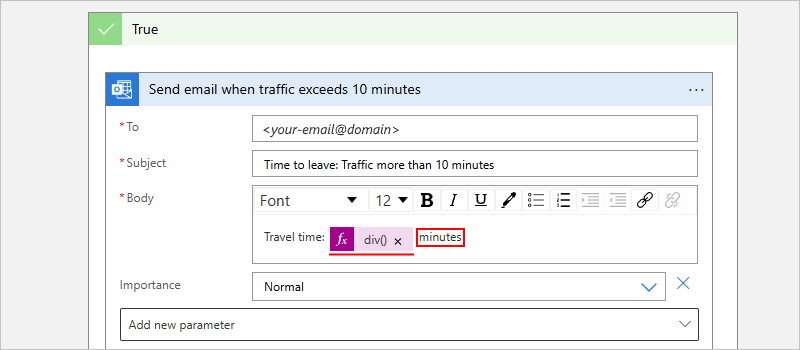 True
Send email when traffic exceeds 10 minutes ...
* To <your-email@domain>
* Subject Time to leave: Traffic more than 10 minutes
* Body Font 12 B I U
Travel time: fx div() × minutes
Importance Normal
Add new parameter